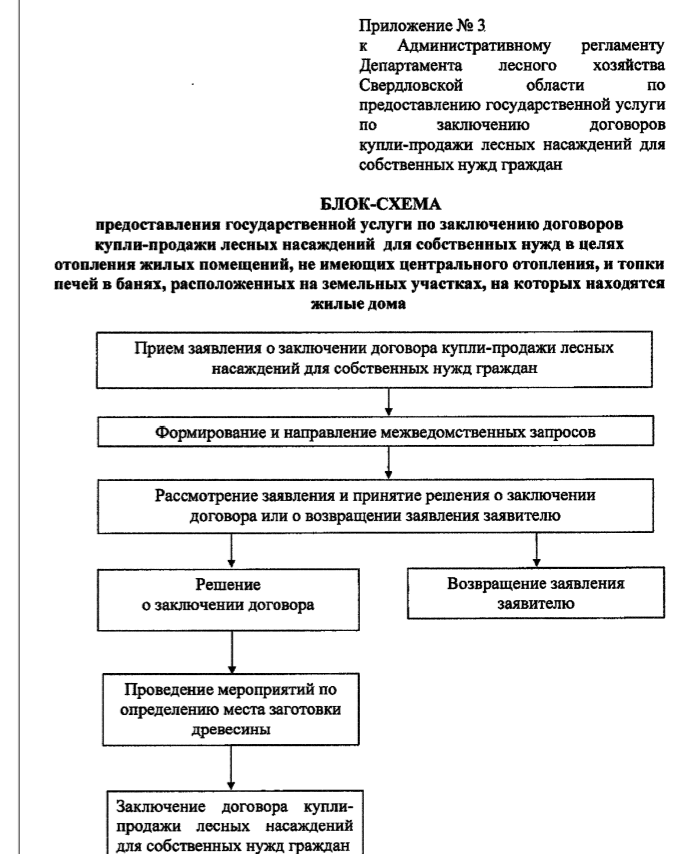 Приложение № 3
к Административному регламенту
Департамента лесного хозяйства
Свердловской области по
предоставлению государственной услуги
по заключению договоров
купли-продажи лесных насаждений для
собственных нужд граждан
БЛОК-СХЕМА
предоставления государственной услуги по заключению договоров
купли-продажи лесных насаждений для собственных нужд в целях
отопления жилых помещений, не имеющих центрального отопления, и топки
печей в банях, расположенных на земельных участках, на которых находятся
жилые дома
Прием заявления о заключении договора купли-продажи лесных
насаждений для собственных нужд граждан
Формирование и направление межведомственных запросов
Рассмотрение заявления и принятие решения о заключении
договора или о возвращении заявления заявителю
Решение
о заключении договора
Возвращение заявления
заявителю
Проведение мероприятий по
определению места заготовки
древесины
Заключение договора купли-
продажи лесных насаждений
для собственных нужд граждан